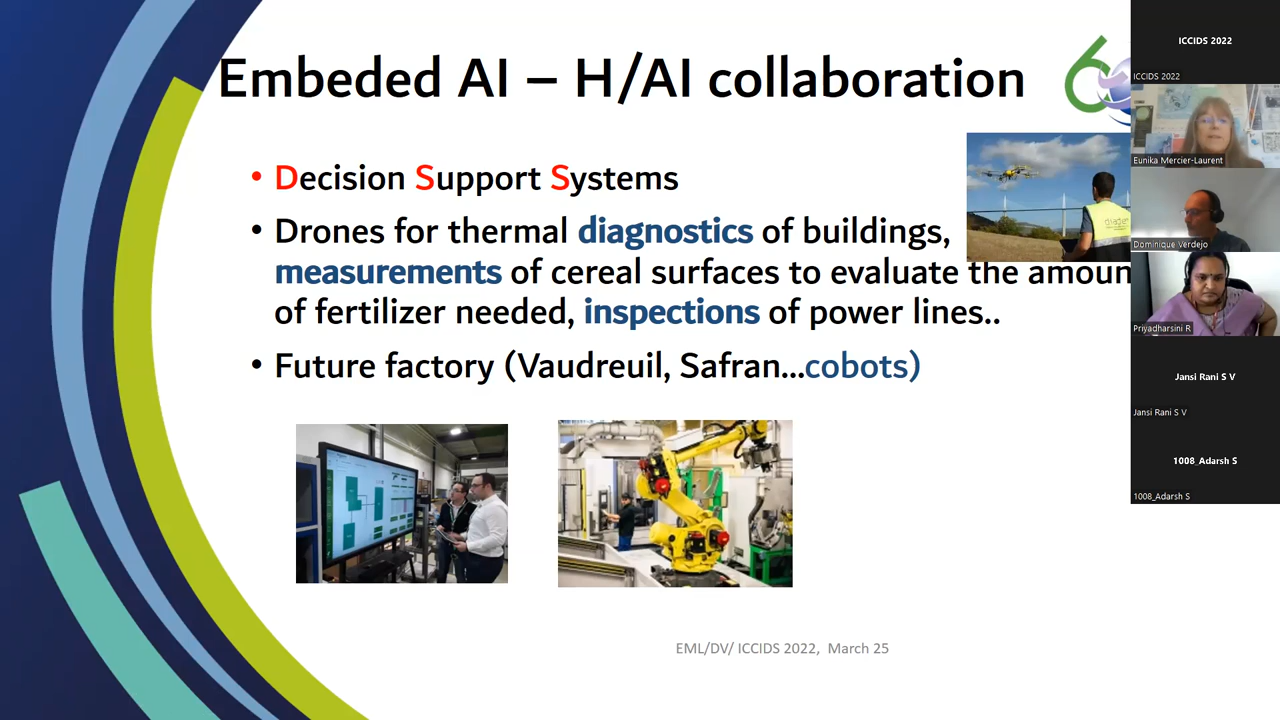 Embeded AI – H/AI collaboration
• Decision Support Systems
• Drones for thermal diagnostics of buildings,
measurements of cereal surfaces to evaluate the amoun
of fertilizer needed, inspections of power lines..
• Future factory (Vaudreuil, Safran...cobots)
EML/DV/ ICCIDS 2022, March 25
ICCIDS 2022
ICCIDS 2022
Eunika Mercier-Laurent
Dominique Verdejo
Priyadharsini R
Jansi Rani S V
Jansi Rani S V
1008_Adarsh S
1008_Adarsh S